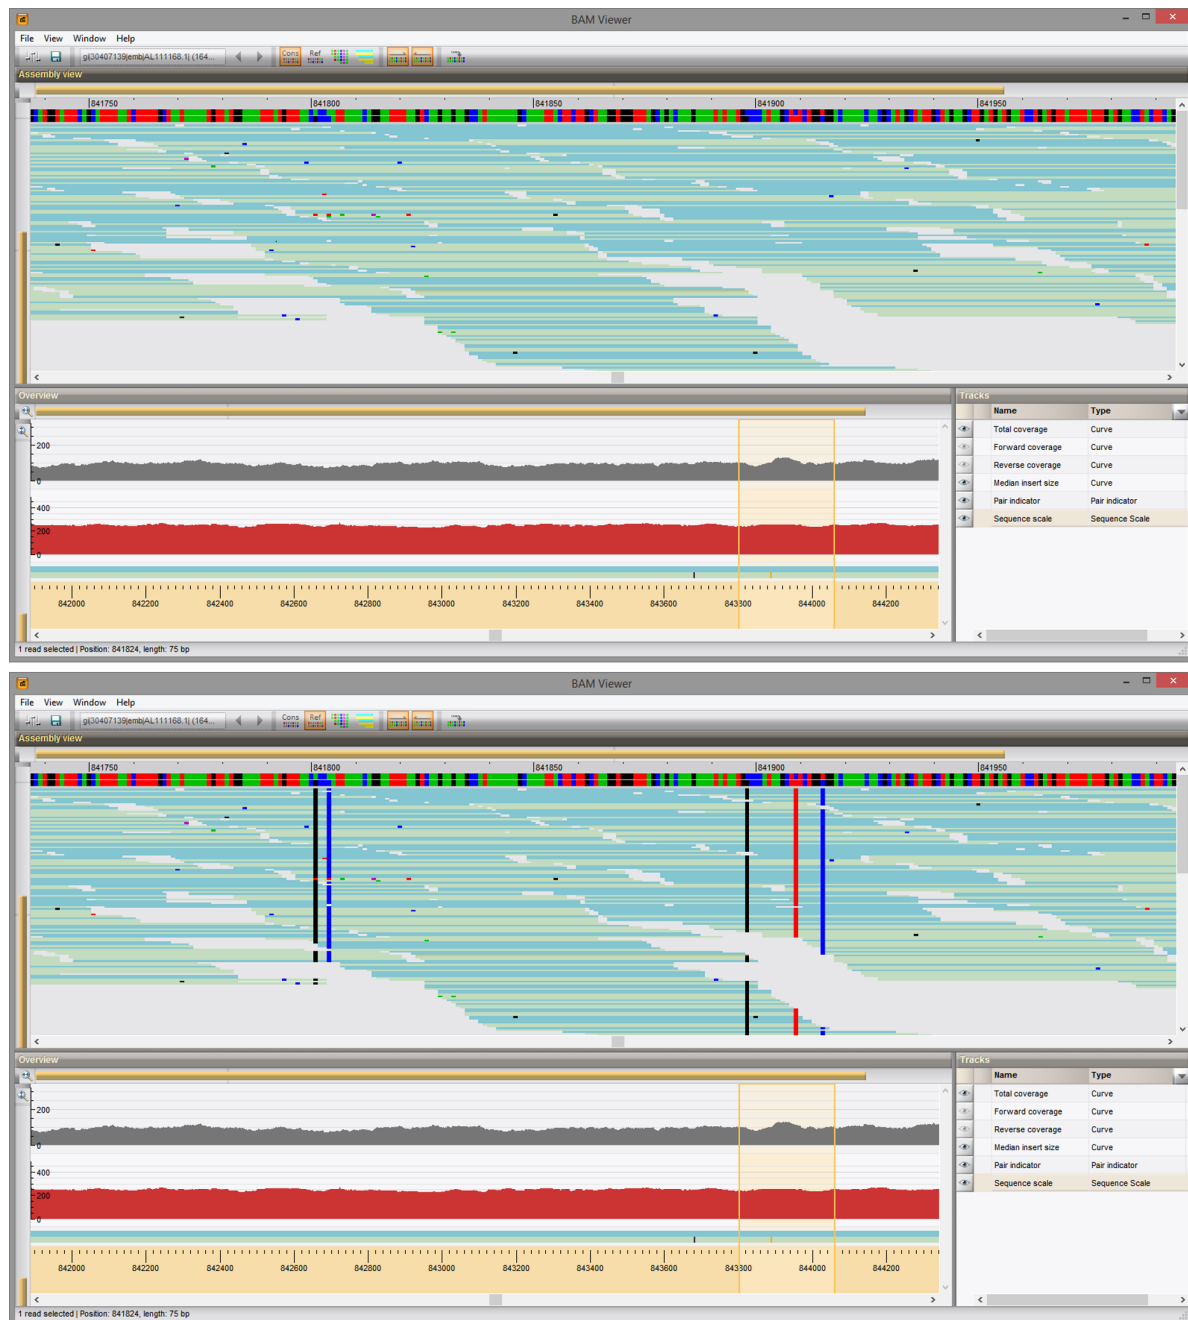 BAM Viewer
File View Window Help
gi|30407139|emb|AL111168.1| (164... Cons Ref
Assembly view
841750 841800 841850 841900 841950
Overview
200
0
400
200
0
842000 842200 842400 842600 842800 843000 843200 843400 843600 843800 844000 844200
Tracks
Name Type
Total coverage Curve
Forward coverage Curve
Reverse coverage Curve
Median insert size Curve
Pair indicator Pair indicator
Sequence scale Sequence Scale
1 read selected | Position: 841824, length: 75 bp
BAM Viewer
File View Window Help
gi|30407139|emb|AL111168.1| (164... Cons Ref
Assembly view
841750 841800 841850 841900 841950
Overview
200
0
400
200
0
842000 842200 842400 842600 842800 843000 843200 843400 843600 843800 844000 844200
Tracks
Name Type
Total coverage Curve
Forward coverage Curve
Reverse coverage Curve
Median insert size Curve
Pair indicator Pair indicator
Sequence scale Sequence Scale
1 read selected | Position: 841824, length: 75 bp